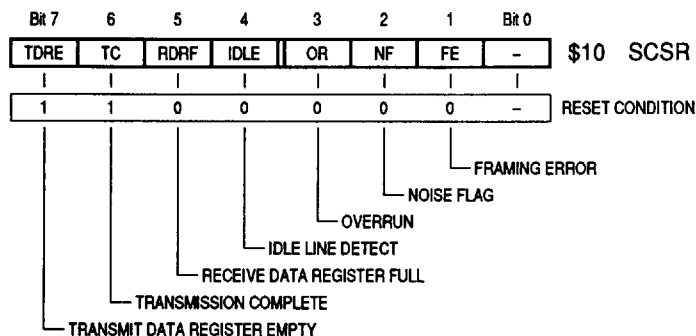 Bit 7 6 5 4 3 2 1 Bit 0
TDRE TC RDRF IDLE OR NF FE – $10 SCSR
1 1 0 0 0 0 0 – RESET CONDITION
FRAMING ERROR
NOISE FLAG
OVERRUN
IDLE LINE DETECT
RECEIVE DATA REGISTER FULL
TRANSMISSION COMPLETE
TRANSMIT DATA REGISTER EMPTY